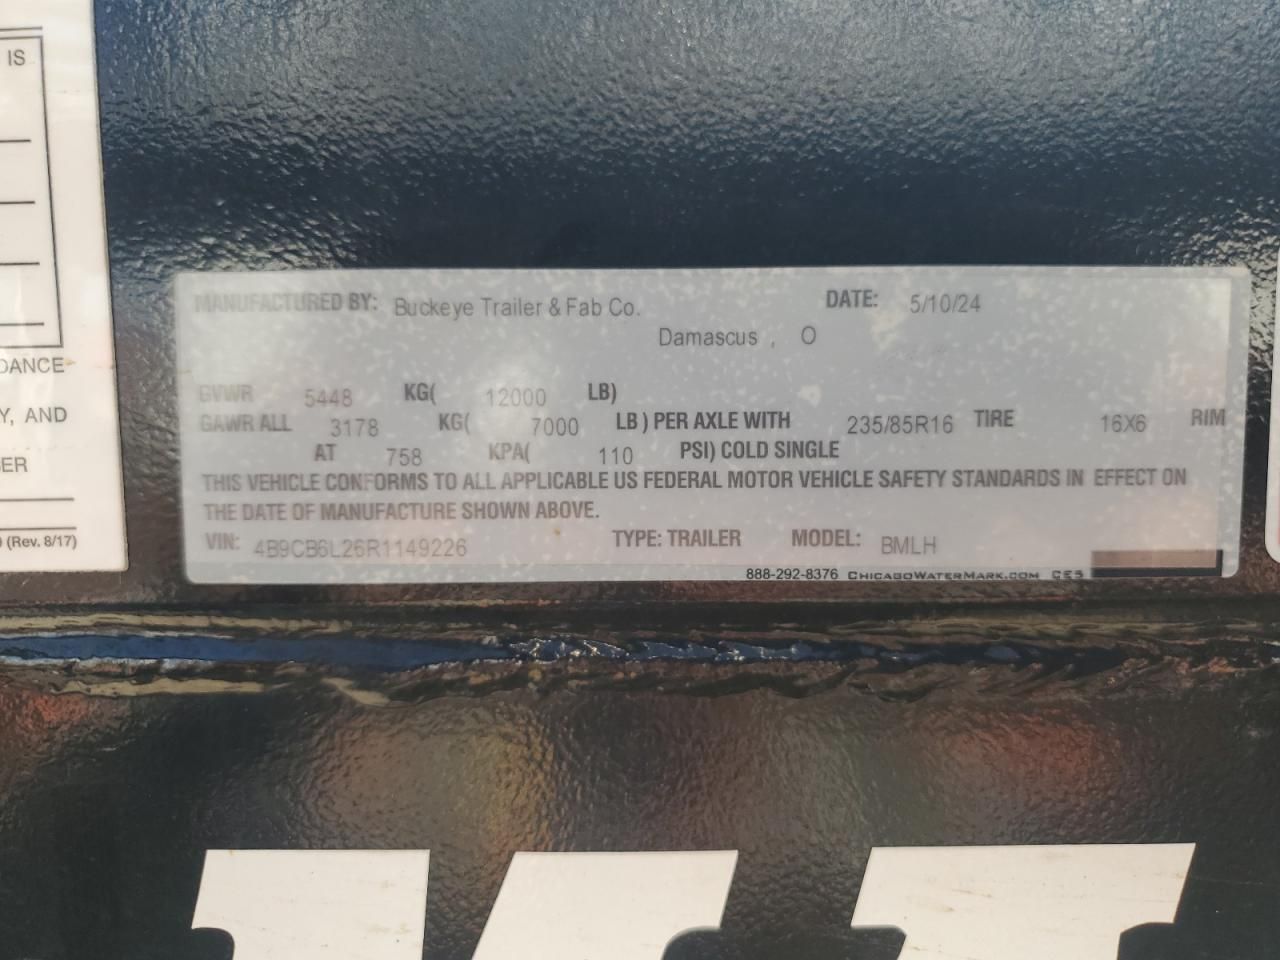 IS
DANCE
Y, AND
ER
(Rev. 8/17)
MANUFACTURED BY: Buckeye Trailer & Fab Co. DATE: 5/10/24
Damascus , O
GVWR 5448 KG( 12000 LB)
GAWR ALL 3178 KG( 7000 LB ) PER AXLE WITH 235/85R16 TIRE 16X6 RIM
AT 758 KPA( 110 PSI) COLD SINGLE
THIS VEHICLE CONFORMS TO ALL APPLICABLE US FEDERAL MOTOR VEHICLE SAFETY STANDARDS IN EFFECT ON
THE DATE OF MANUFACTURE SHOWN ABOVE.
VIN: 4B9CB6L26R1149226 TYPE: TRAILER MODEL: BMLH
888-292-8376 CHICAGOWATERMARK.COM CE5